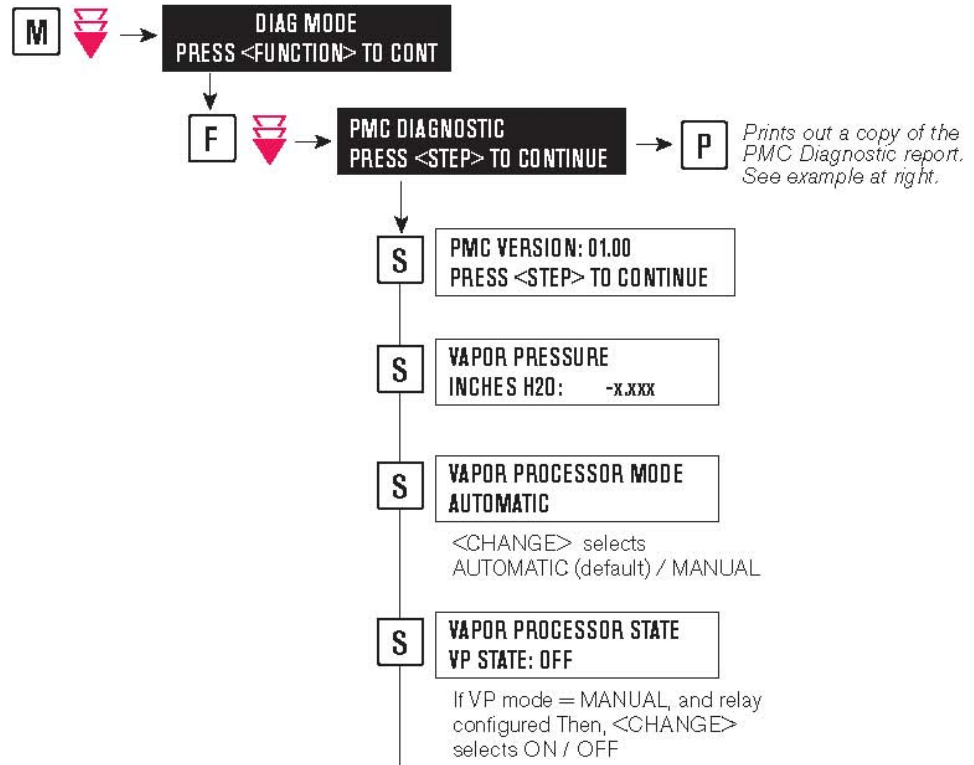 M
DIAG MODE
PRESS <FUNCTION> TO CONT
F
PMC DIAGNOSTIC
PRESS <STEP> TO CONTINUE
P
Prints out a copy of the
PMC Diagnostic report.
See example at right.
S
PMC VERSION: 01.00
PRESS <STEP> TO CONTINUE
S
VAPOR PRESSURE
INCHES H2O: -x.xxx
S
VAPOR PROCESSOR MODE
AUTOMATIC
<CHANGE> selects
AUTOMATIC (default) / MANUAL
S
VAPOR PROCESSOR STATE
VP STATE: OFF
If VP mode = MANUAL, and relay
configured Then, <CHANGE>
selects ON / OFF